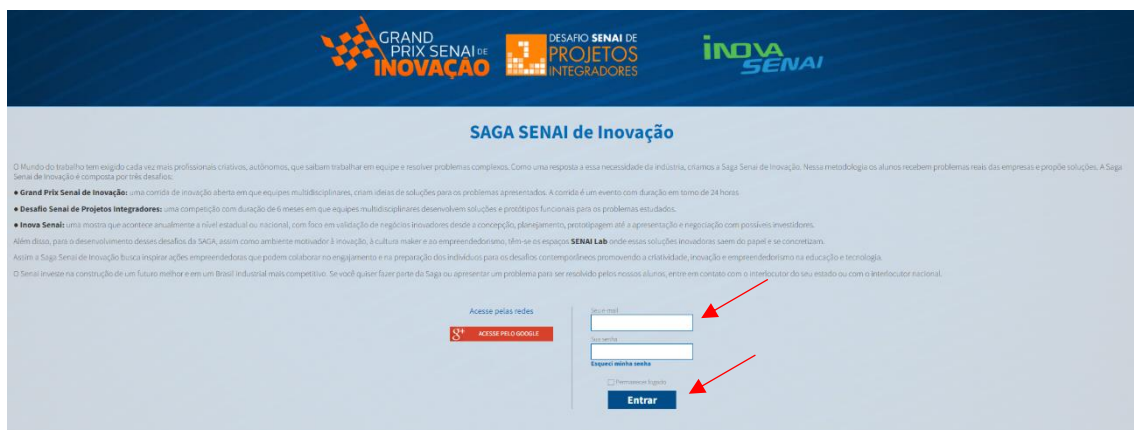 GRAND
PRIX SENAI DE
INOVAÇÃO
DESAFIO SENAI DE
PROJETOS
INTEGRADORES
INOVA
SENAI
SAGA SENAI de Inovação
O Mundo do trabalho tem exigido cada vez mais profissionais criativos, autônomos, que saibam trabalhar em equipe e resolver problemas complexos. Como uma resposta a essa necessidade da indústria, criamos a Saga Senai de Inovação. Nessa metodologia os alunos recebem problemas reais das empresas e propõe soluções. A Saga
Senai de Inovação é composta por três desafios:
● Grand Prix Senai de Inovação: uma corrida de inovação aberta em que equipes multidisciplinares, criam ideias de soluções para os problemas apresentados. A corrida é um evento com duração em torno de 24 horas.
● Desafio Senai de Projetos Integradores: uma competição com duração de 6 meses em que equipes multidisciplinares desenvolvem soluções e protótipos funcionais para os problemas estudados.
● Inova Senai: uma mostra que acontece anualmente a nível estadual ou nacional, com foco em validação de negócios inovadores desde a concepção, planejamento, prototipagem até a apresentação e negociação com possíveis investidores.
Além disso, para o desenvolvimento desses desafios da SAGA, assim como ambiente motivador à inovação, à cultura maker e ao empreendedorismo, têm-se os espaços SENAI Lab onde essas soluções inovadoras saem do papel e se concretizam.
Assim a Saga Senai de Inovação busca inspirar ações empreendedoras que podem colaborar no engajamento e na preparação dos indivíduos para os desafios contemporâneos promovendo a criatividade, inovação e empreendedorismo na educação e tecnologia.
O Senai investe na construção de um futuro melhor e em um Brasil industrial mais competitivo. Se você quiser fazer parte da Saga ou apresentar um problema para ser resolvido pelos nossos alunos, entre em contato com o interlocutor do seu estado ou com o interlocutor nacional.
Acesse pelas redes
g+ ACESSE PELO GOOGLE
Seu e-mail
Sua senha
Esqueci minha senha
Permanecer logado
Entrar